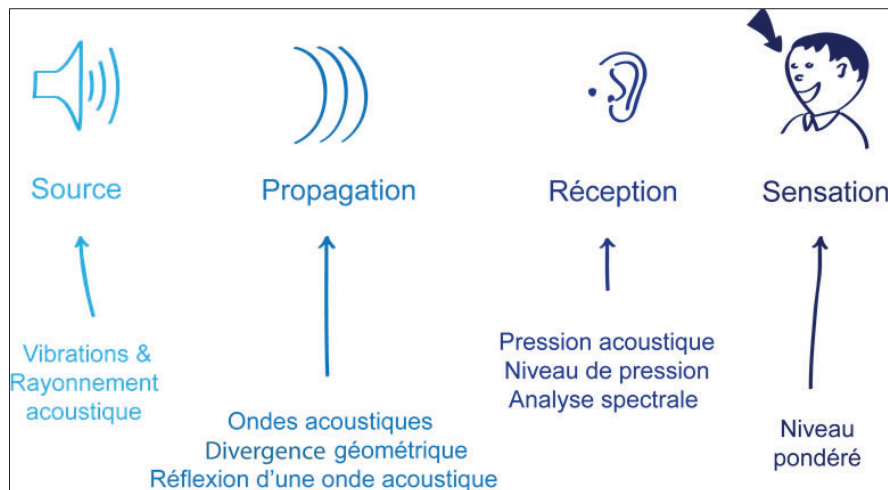 Source
Propagation
Réception
Sensation
Vibrations &
Rayonnement
acoustique
Ondes acoustiques
Divergence géométrique
Réflexion d'une onde acoustique
Pression acoustique
Niveau de pression
Analyse spectrale
Niveau
pondéré